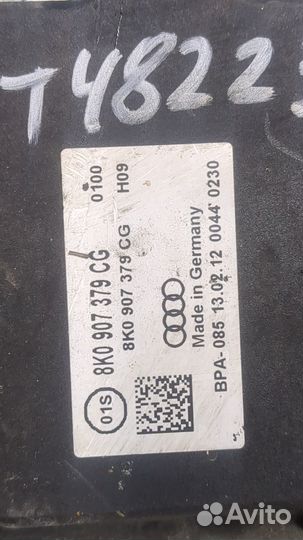 T4822
01S
8K0 907 379 CG
0100
8K0 907 379 CG
H09
Made in Germany
BPA- 085 13.02.12 0044 0230
Avito